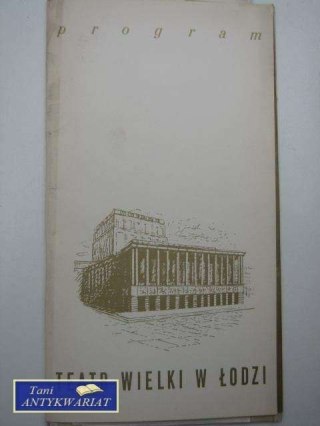 program
TEATR WIELKI W ŁODZI
Tani
ANTYKWARIAT